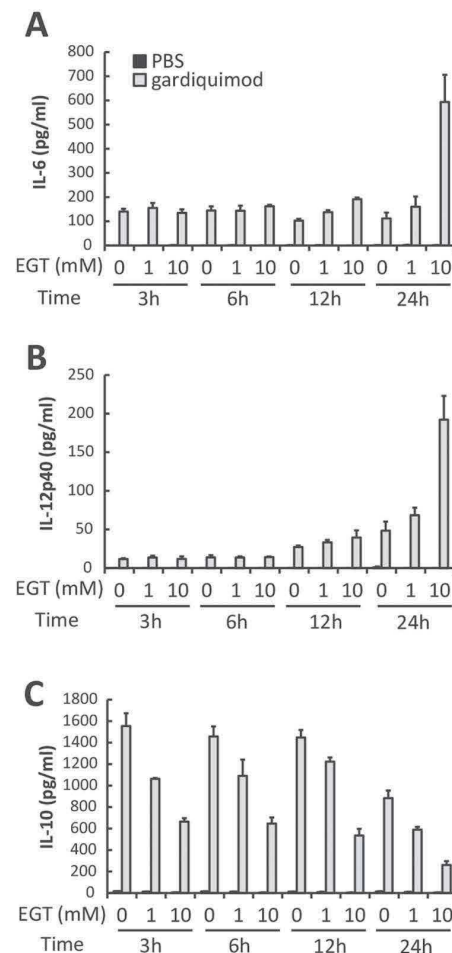 A
800
700
600
500
400
300
200
100
0
IL-6 (pg/ml)
PBS
gardiquimod
EGT (mM) 0 1 10 0 1 10 0 1 10 0 1 10
Time 3h 6h 12h 24h
B
250
200
150
100
50
0
IL-12p40 (pg/ml)
EGT (mM) 0 1 10 0 1 10 0 1 10 0 1 10
Time 3h 6h 12h 24h
C
1800
1600
1400
1200
1000
800
600
400
200
0
IL-10 (pg/ml)
EGT (mM) 0 1 10 0 1 10 0 1 10 0 1 10
Time 3h 6h 12h 24h